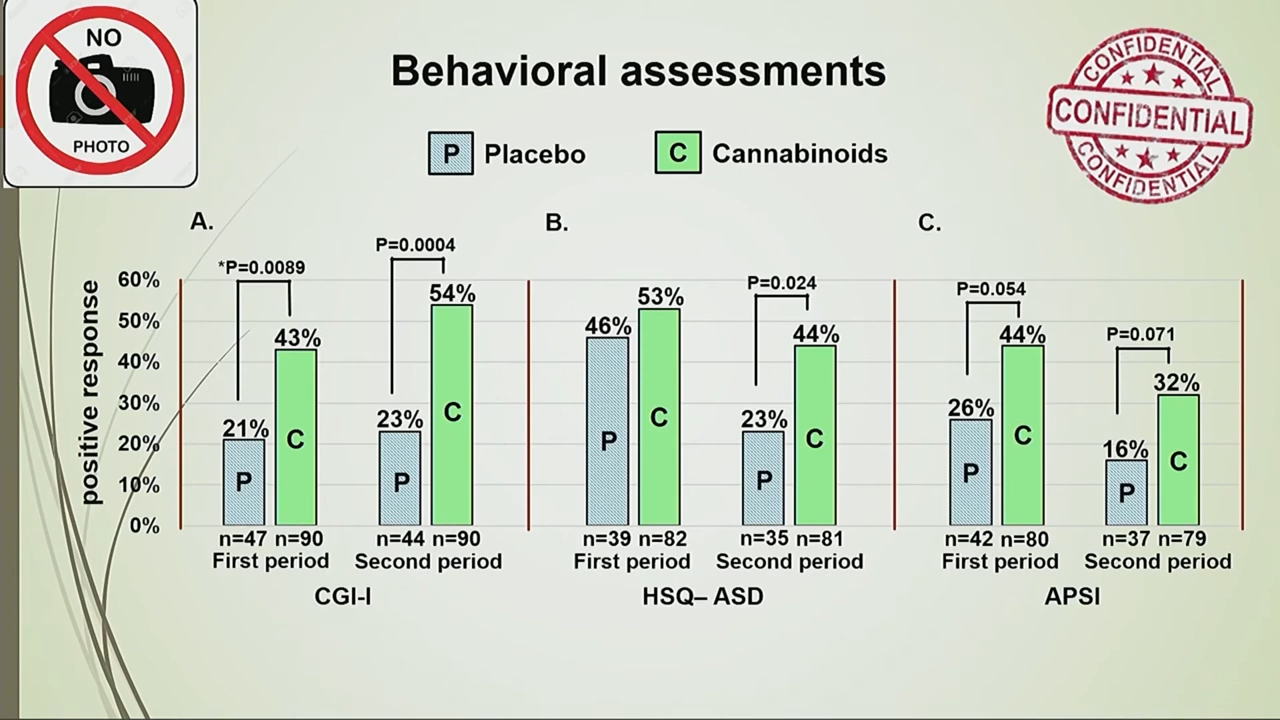 NO
PHOTO
Behavioral assessments
CONFIDENTIAL
CONFIDENTIAL
CONFIDENTIAL
P Placebo C Cannabinoids
A. B. C.
positive response
60%
50%
40%
30%
20%
10%
0%
*P=0.0089
P=0.0004
21% P
43% C
23% P
54% C
n=47 n=90 n=44 n=90
First period Second period
CGI-I
P=0.024
46% P
53% C
23% P
44% C
n=39 n=82 n=35 n=81
First period Second period
HSQ– ASD
P=0.054
P=0.071
26% P
44% C
16% P
32% C
n=42 n=80 n=37 n=79
First period Second period
APSI